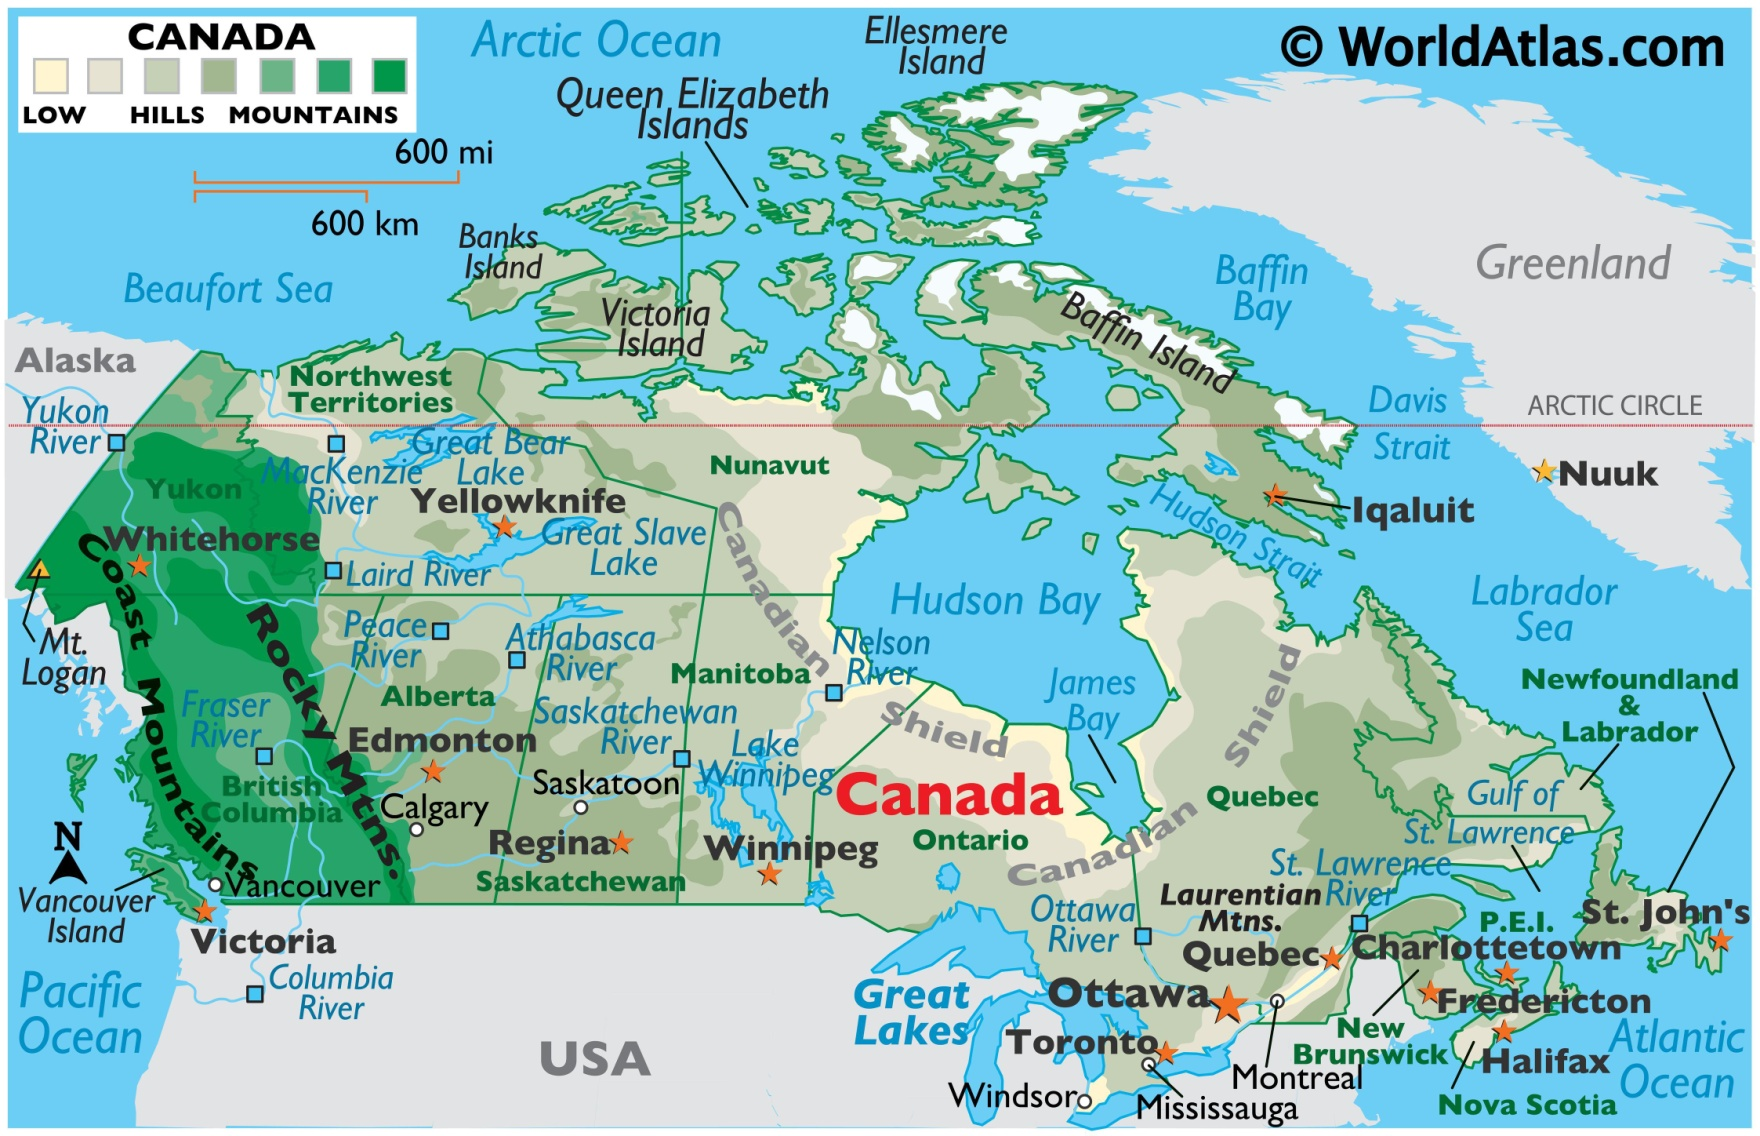 CANADA
LOW HILLS MOUNTAINS
600 mi
600 km
Arctic Ocean
Ellesmere
Island
© WorldAtlas.com
Queen Elizabeth
Islands
Banks
Island
Beaufort Sea
Victoria
Island
Baffin
Bay
Greenland
Baffin Island
Alaska
Northwest
Territories
Yukon
River
Davis
Strait
ARCTIC CIRCLE
Great Bear
Lake
MacKenzie
River
Nunavut
Yukon
Yellowknife
Nuuk
Iqaluit
Hudson Strait
Whitehorse
Great Slave
Lake
Laird River
Canadian
Shield
Hudson Bay
Labrador
Sea
Coast Mountains
Rocky Mtns.
Mt.
Logan
Peace
River
Athabasca
River
Nelson
River
Manitoba
Alberta
James
Bay
Canadian
Shield
Newfoundland
&
Labrador
Fraser
River
Saskatchewan
River
Edmonton
Lake
Winnipeg
British
Columbia
Saskatoon
Calgary
Canada
Quebec
Gulf of
St. Lawrence
Regina
Winnipeg
Ontario
Saskatchewan
St. Lawrence
River
Laurentian
Mtns.
N
Vancouver
Vancouver
Island
Victoria
Ottawa
River
P.E.I.
St. John's
Quebec
Charlottetown
Columbia
River
Pacific
Ocean
Great
Lakes
Ottawa
Fredericton
New
Brunswick
Toronto
Halifax
Atlantic
Ocean
USA
Montreal
Windsor
Mississauga
Nova Scotia